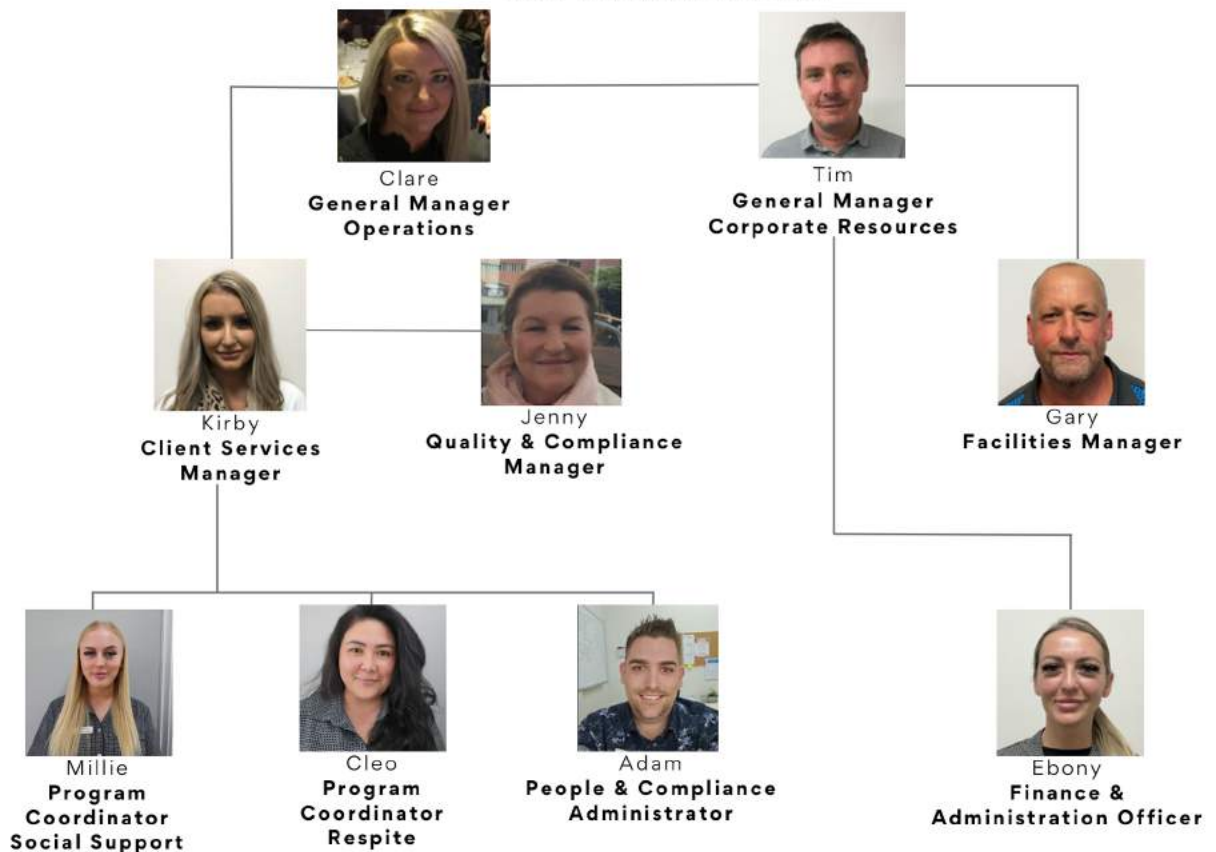 Clare
General Manager
Operations
Tim
General Manager
Corporate Resources
Kirby
Client Services
Manager
Jenny
Quality & Compliance
Manager
Gary
Facilities Manager
Millie
Program
Coordinator
Social Support
Cleo
Program
Coordinator
Respite
Adam
People & Compliance
Administrator
Ebony
Finance &
Administration Officer